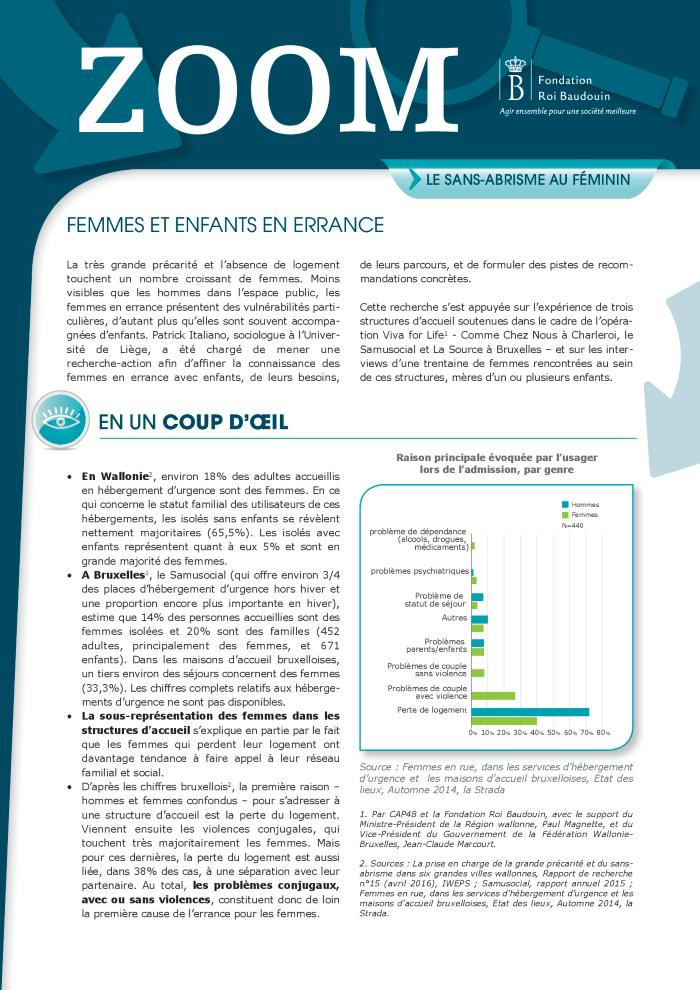 ZOOM
B
Fondation
Roi Baudouin
Agir ensemble pour une société meilleure
LE SANS-ABRISME AU FÉMININ
FEMMES ET ENFANTS EN ERRANCE
La très grande précarité et l'absence de logement
touchent un nombre croissant de femmes. Moins
visibles que les hommes dans l'espace public, les
femmes en errance présentent des vulnérabilités parti-
culières, d'autant plus qu'elles sont souvent accompa-
gnées d'enfants. Patrick Italiano, sociologue à l'Univer-
sité de Liège, a été chargé de mener une
recherche-action afin d'affiner la connaissance des
femmes en errance avec enfants, de leurs besoins,
de leurs parcours, et de formuler des pistes de recom-
mandations concrètes.
Cette recherche s'est appuyée sur l'expérience de trois
structures d'accueil soutenues dans le cadre de l'opéra-
tion Viva for Life1 - Comme Chez Nous à Charleroi, le
Samusocial et La Source à Bruxelles – et sur les inter-
views d'une trentaine de femmes rencontrées au sein
de ces structures, mères d'un ou plusieurs enfants.
EN UN COUP D'ŒIL
• En Wallonie2, environ 18% des adultes accueillis
en hébergement d'urgence sont des femmes. En ce
qui concerne le statut familial des utilisateurs de ces
hébergements, les isolés sans enfants se révèlent
nettement majoritaires (65,5%). Les isolés avec
enfants représentent quant à eux 5% et sont en
grande majorité des femmes.
• A Bruxelles2, le Samusocial (qui offre environ 3/4
des places d'hébergement d'urgence hors hiver et
une proportion encore plus importante en hiver),
estime que 14% des personnes accueillies sont des
femmes isolées et 20% sont des familles (452
adultes, principalement des femmes, et 671
enfants). Dans les maisons d'accueil bruxelloises,
un tiers environ des séjours concernent des femmes
(33,3%). Les chiffres complets relatifs aux héberge-
ments d'urgence ne sont pas disponibles.
• La sous-représentation des femmes dans les
structures d'accueil s'explique en partie par le fait
que les femmes qui perdent leur logement ont
davantage tendance à faire appel à leur réseau
familial et social.
• D'après les chiffres bruxellois2, la première raison –
hommes et femmes confondus – pour s'adresser à
une structure d'accueil est la perte du logement.
Viennent ensuite les violences conjugales, qui
touchent très majoritairement les femmes. Mais
pour ces dernières, la perte du logement est aussi
liée, dans 38% des cas, à une séparation avec leur
partenaire. Au total, les problèmes conjugaux,
avec ou sans violences, constituent donc de loin
la première cause de l'errance pour les femmes.
Raison principale évoquée par l'usager
lors de l'admission, par genre
Hommes
Femmes
N=440
problème de dépendance
(alcools, drogues,
médicaments)
problèmes psychiatriques
Problème de
statut de séjour
Autres
Problèmes
parents/enfants
Problèmes de couple
sans violence
Problèmes de couple
avec violence
Perte de logement
0% 10% 20% 30% 40% 50% 60% 70% 80%
Source : Femmes en rue, dans les services d'hébergement
d'urgence et les maisons d'accueil bruxelloises, Etat des
lieux, Automne 2014, la Strada
1. Par CAP48 et la Fondation Roi Baudouin, avec le support du
Ministre-Président de la Région wallonne, Paul Magnette, et du
Vice-Président du Gouvernement de la Fédération Wallonie-
Bruxelles, Jean-Claude Marcourt.
2. Sources : La prise en charge de la grande précarité et du sans-
abrisme dans six grandes villes wallonnes, Rapport de recherche
n°15 (avril 2016), IWEPS ; Samusocial, rapport annuel 2015 ;
Femmes en rue, dans les services d'hébergement d'urgence et les
maisons d'accueil bruxelloises, Etat des lieux, Automne 2014, la
Strada.